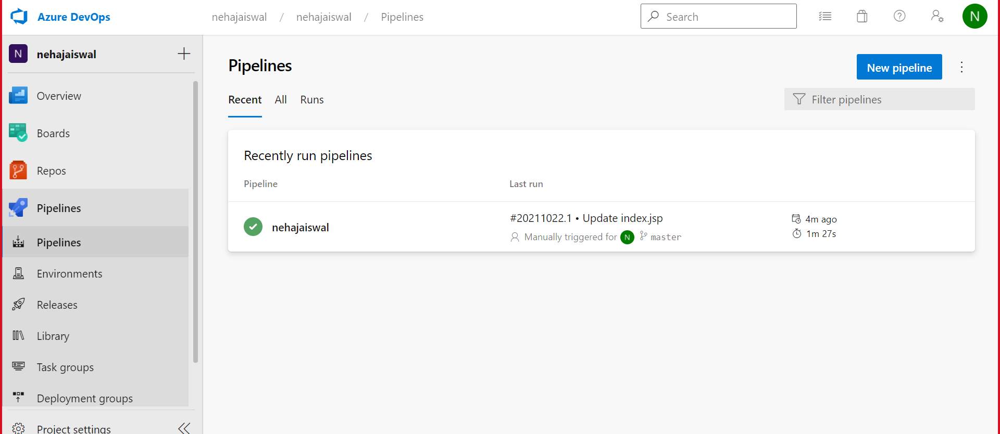 Azure DevOps
nehajaiswal / nehajaiswal / Pipelines
Search
N
N nehajaiswal
Overview
Boards
Repos
Pipelines
Pipelines
Environments
Releases
Library
Task groups
Deployment groups
Project settings
Pipelines
New pipeline
Recent All Runs
Filter pipelines
Recently run pipelines
Pipeline Last run
nehajaiswal
#20211022.1 • Update index.jsp
Manually triggered for N master
4m ago
1m 27s